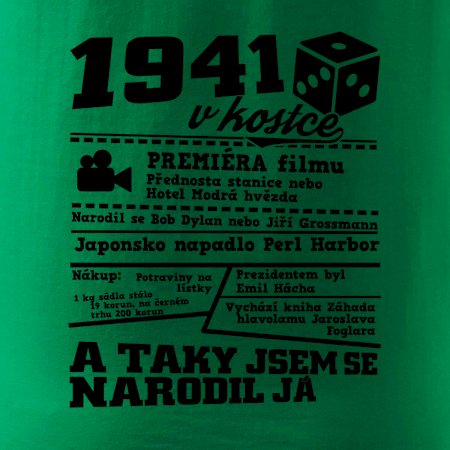 1941
v kostce
PREMIÉRA filmu
Přednosta stanice nebo
Hotel Modrá hvězda
Narodil se Bob Dylan nebo Jiří Grossmann
Japonsko napadlo Perl Harbor
Nákup: Potraviny na
lístky
1 kg sádla stálo
19 korun, na černém
trhu 200 korun
Prezidentem byl
Emil Hácha
Vychází kniha Záhada
hlavolamu Jaroslava
Foglara
A TAKY JSEM SE
NARODIL JÁ